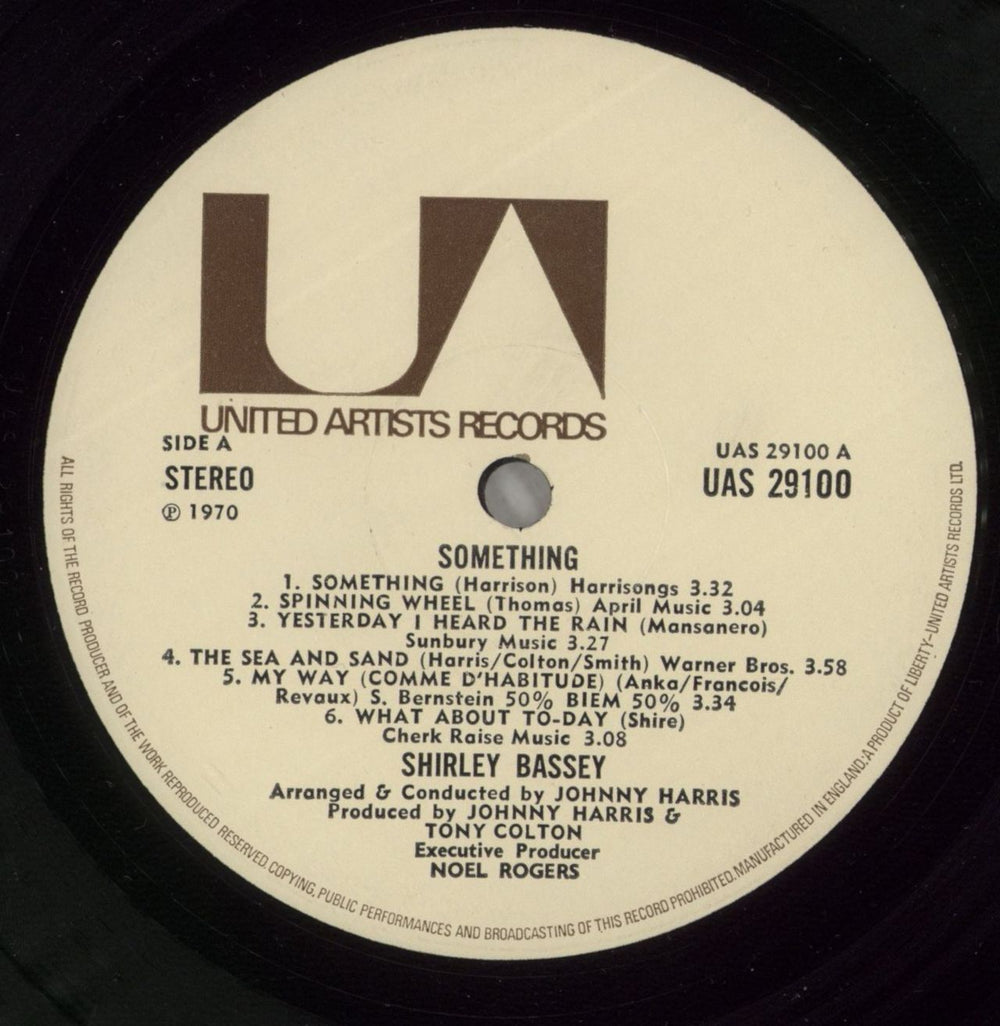 UA
UNITED ARTISTS RECORDS
SIDE A
STEREO
℗ 1970
UAS 29100 A
UAS 29100
SOMETHING
1. SOMETHING (Harrison) Harrisongs 3.32
2. SPINNING WHEEL (Thomas) April Music 3.04
3. YESTERDAY I HEARD THE RAIN (Mansanero)
Sunbury Music 3.27
4. THE SEA AND SAND (Harris/Colton/Smith) Warner Bros. 3.58
5. MY WAY (COMME D'HABITUDE) (Anka/Francois/
Revaux) S. Bernstein 50% BIEM 50% 3.34
6. WHAT ABOUT TO-DAY (Shire)
Cherk Raise Music 3.08
SHIRLEY BASSEY
Arranged & Conducted by JOHNNY HARRIS
Produced by JOHNNY HARRIS &
TONY COLTON
Executive Producer
NOEL ROGERS
ALL RIGHTS OF THE RECORD PRODUCER AND OF THE WORK REPRODUCED RESERVED. COPYING, PUBLIC PERFORMANCES AND BROADCASTING OF THIS RECORD PROHIBITED. MANUFACTURED IN ENGLAND: A PRODUCT OF LIBERTY-UNITED ARTISTS RECORDS LTD.